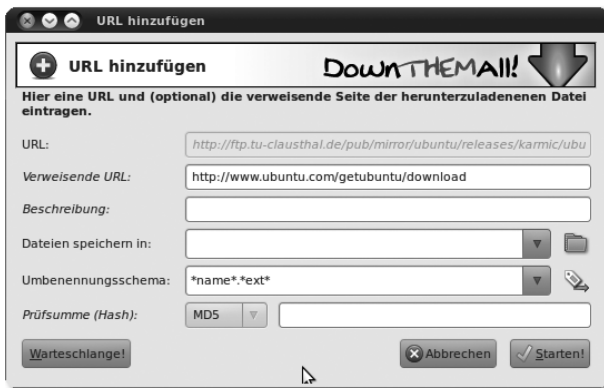 URL hinzufügen
URL hinzufügen
DownTHEMAll!
Hier eine URL und (optional) die verweisende Seite der herunterzuladenenen Datei
eintragen.
URL: http://ftp.tu-clausthal.de/pub/mirror/ubuntu/releases/karmic/ubu
Verweisende URL: http://www.ubuntu.com/getubuntu/download
Beschreibung:
Dateien speichern in:
Umbenennungsschema: *name*.*ext*
Prüfsumme (Hash): MD5
Warteschlange! Abbrechen Starten!